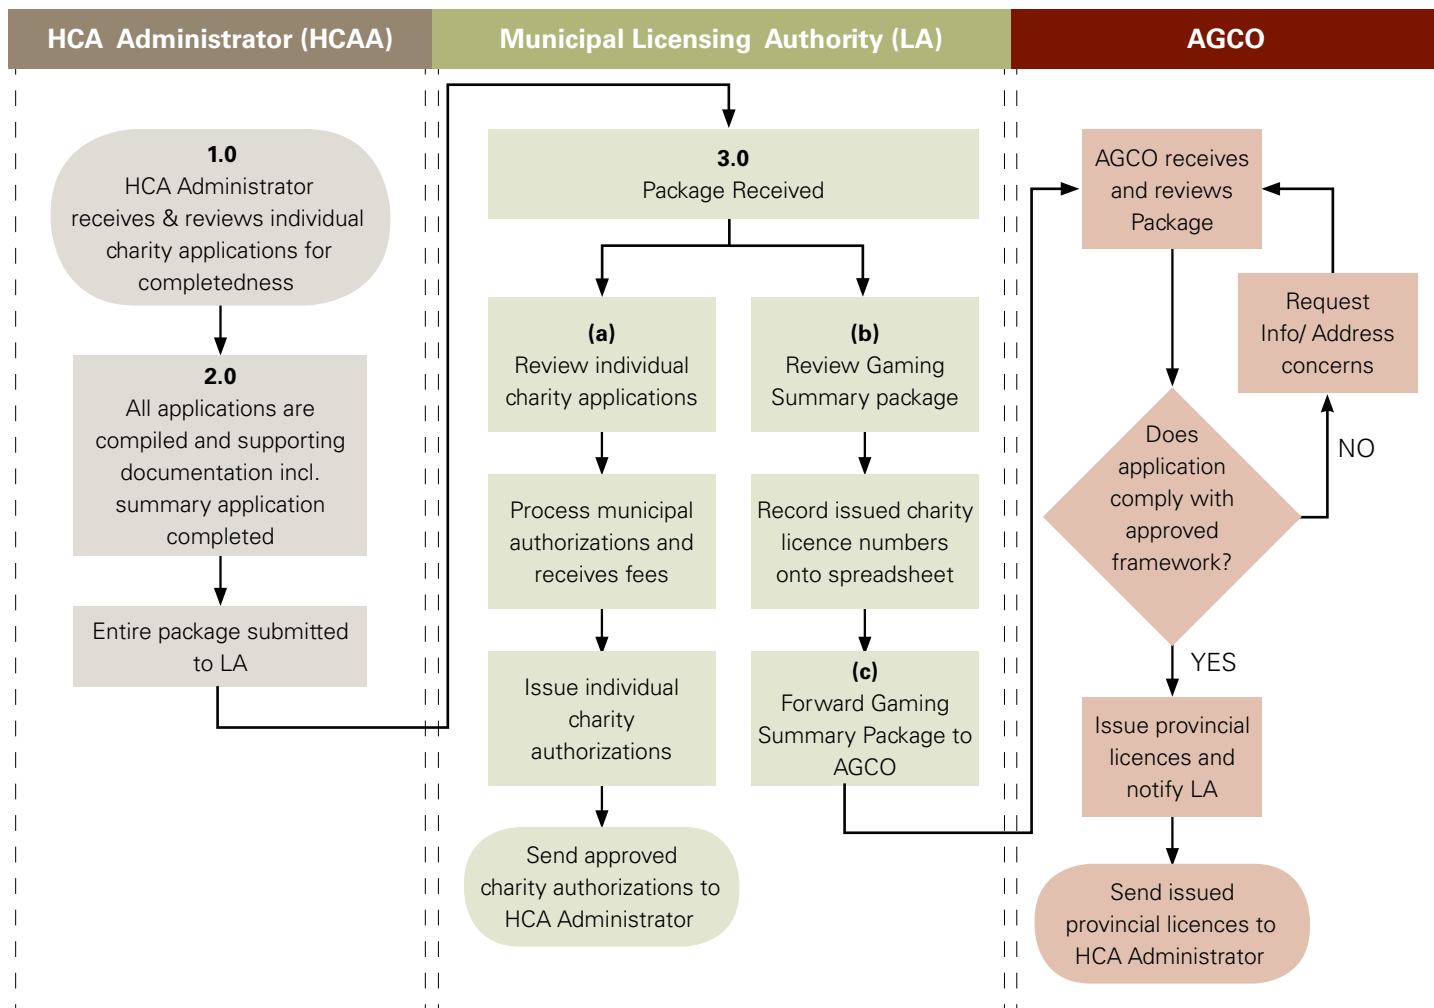 HCA Administrator (HCAA)
Municipal Licensing Authority (LA)
AGCO
1.0
HCA Administrator
receives & reviews individual
charity applications for
completedness
2.0
All applications are
compiled and supporting
documentation incl.
summary application
completed
Entire package submitted
to LA
3.0
Package Received
(a)
Review individual
charity applications
Process municipal
authorizations and
receives fees
Issue individual
charity
authorizations
Send approved
charity authorizations to
HCA Administrator
(b)
Review Gaming
Summary package
Record issued charity
licence numbers
onto spreadsheet
(c)
Forward Gaming
Summary Package to
AGCO
AGCO receives
and reviews
Package
Request
Info/ Address
concerns
Does
application
comply with
approved
framework?
NO
YES
Issue provincial
licences and
notify LA
Send issued
provincial licences to
HCA Administrator